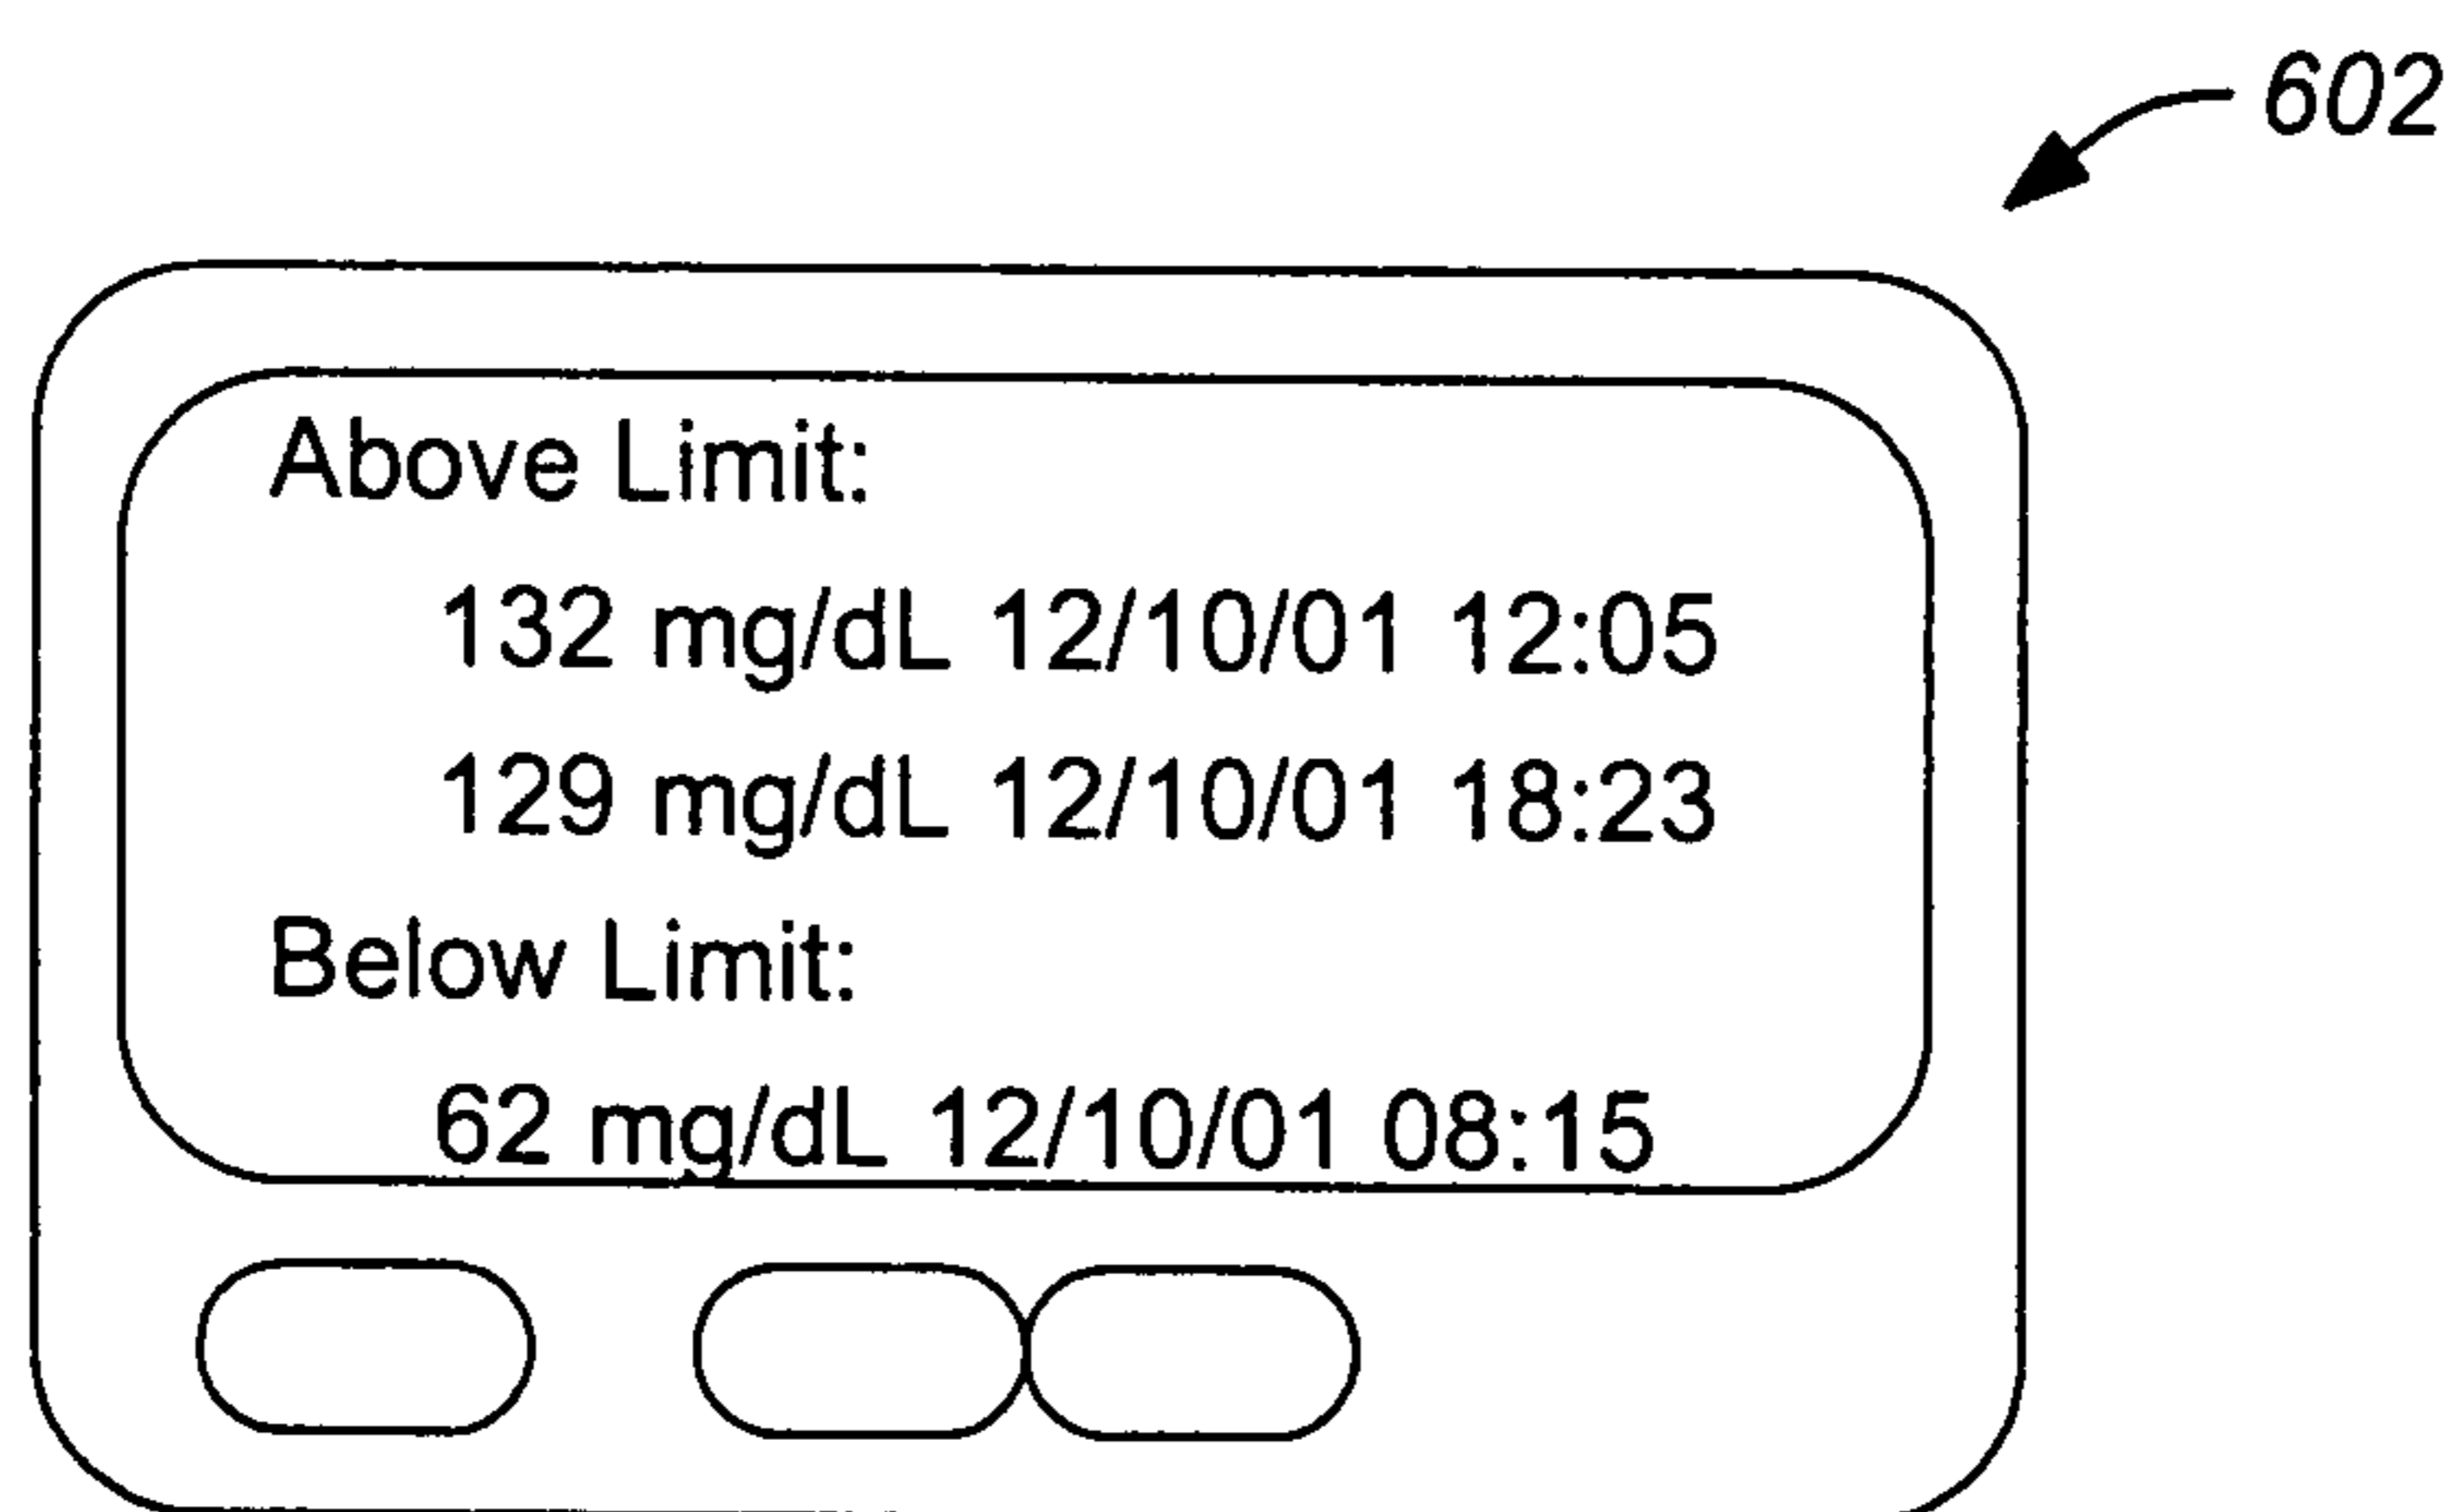 602
Above Limit:
132 mg/dL 12/10/01 12:05
129 mg/dL 12/10/01 18:23
Below Limit:
62 mg/dL 12/10/01 08:15